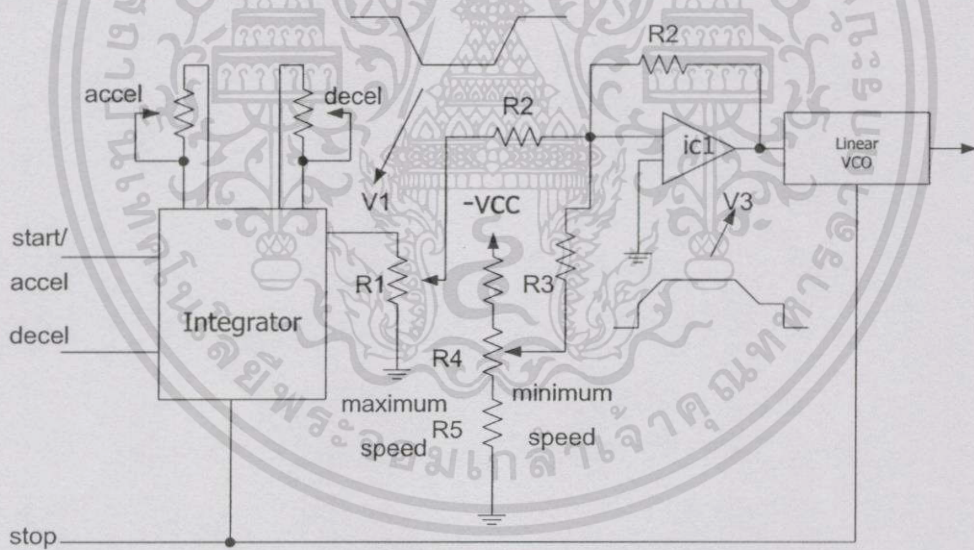 R2
accel
decel
R2
ic1
Linear
VCO
V1
-VCC
V3
start/
accel
R1
R3
Integrator
decel
R4
maximum
speed
minimum
speed
R5
stop